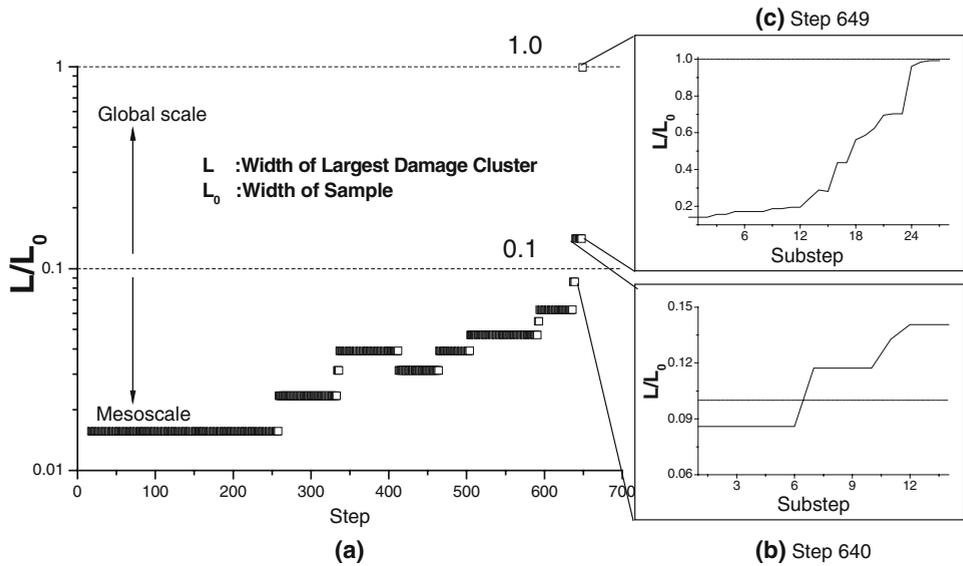 (c) Step 649
1.0
1
Global scale
L :Width of Largest Damage Cluster
L0 :Width of Sample
L/L0
0.1
0.1
Mesoscale
0.01
0 100 200 300 400 500 600 700
Step
(a)
1.0
0.8
0.6
0.4
0.2
L/L0
6 12 18 24
Substep
0.15
0.12
0.09
0.06
L/L0
3 6 9 12
Substep
(b) Step 640